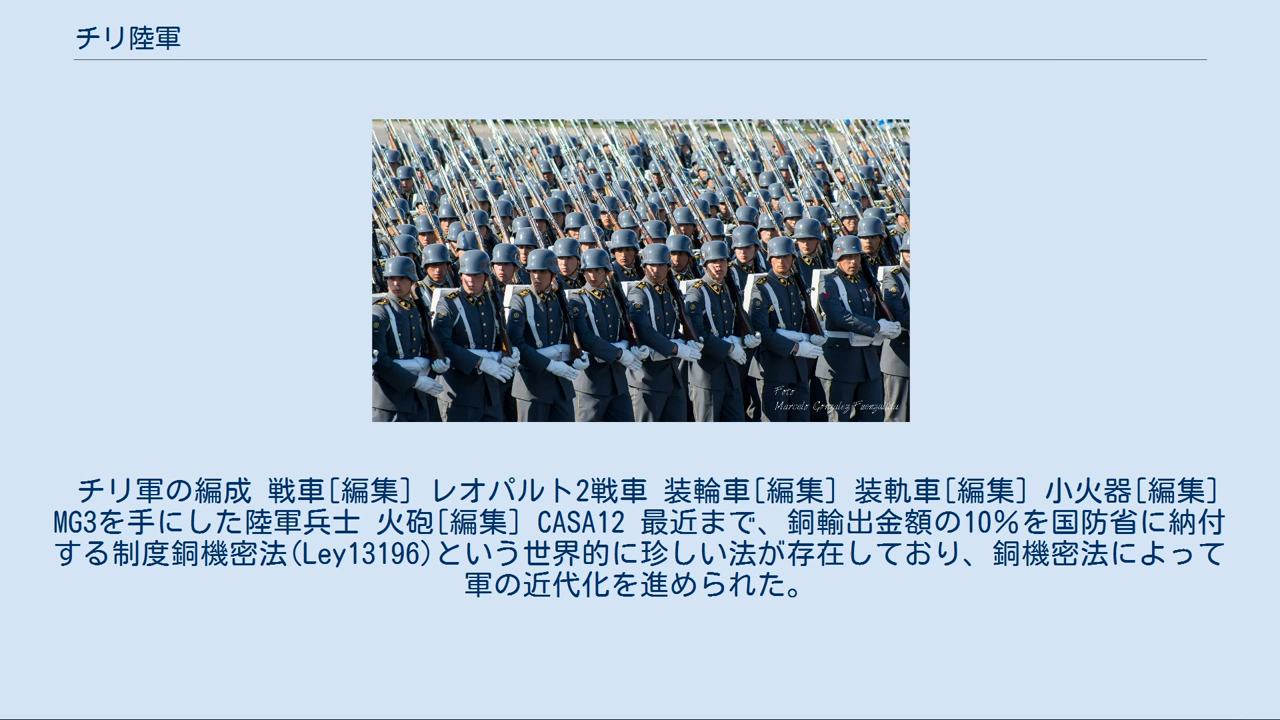 チリ陸軍
Foto
Marcelo Gonzalez Fuenzalida
チリ軍の編成 戦車[編集] レオパルト2戦車 装輪車[編集] 装軌車[編集] 小火器[編集]
MG3を手にした陸軍兵士 火砲[編集] CASA12 最近まで、銅輸出金額の10％を国防省に納付
する制度銅機密法(Ley13196)という世界的に珍しい法が存在しており、銅機密法によって
軍の近代化を進められた。